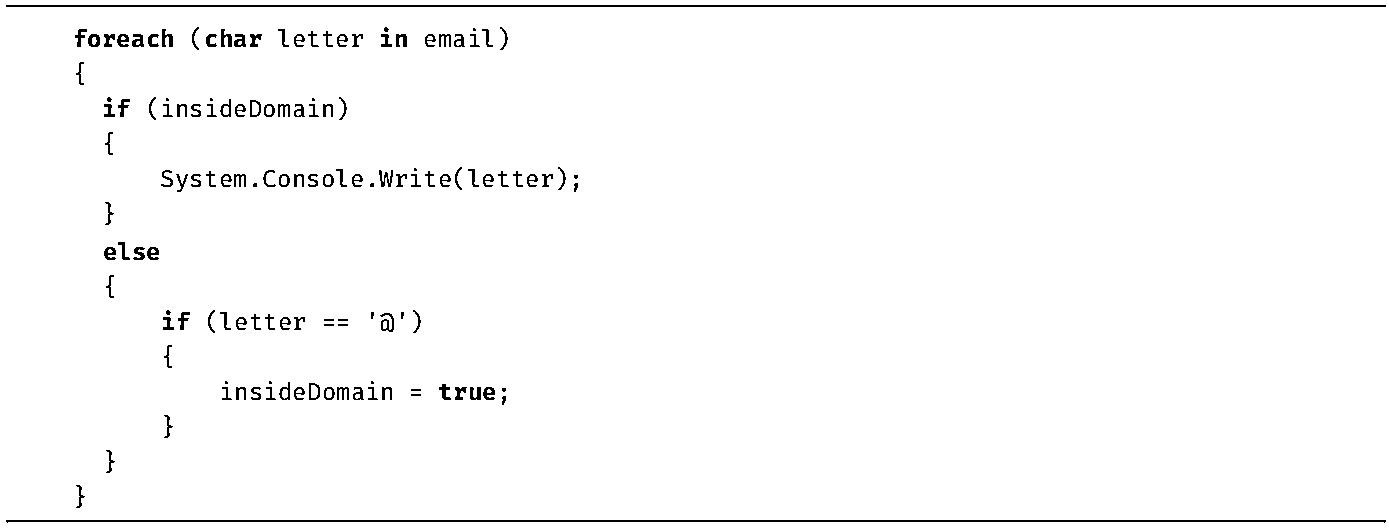 foreach (char letter in email)
{
if (insideDomain)
{
System.Console.Write(letter);
}
else
{
if (letter == '@')
{
insideDomain = true;
}
}
}